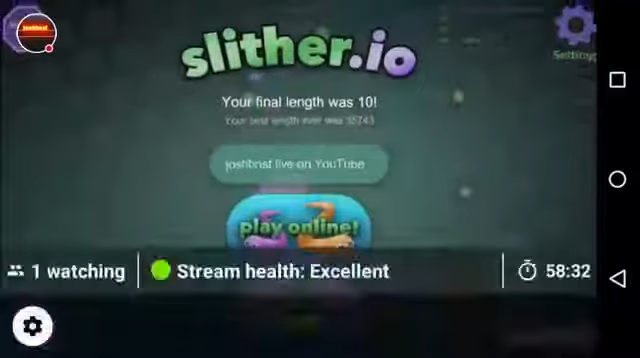 slither.io
Your final length was 10!
Your best length ever was 35743
Settings
joshbnst live on YouTube
play online!
1 watching
Stream health: Excellent
58:32